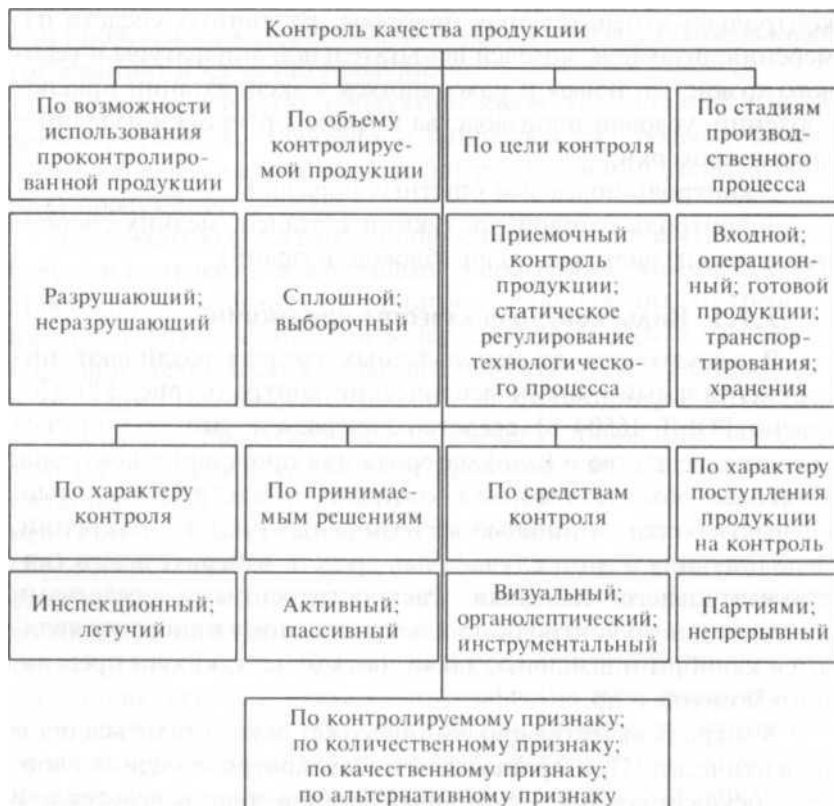 Контроль качества продукции
По возможности
использования
проконтролиро-
ванной продукции
По объему
контролируе-
мой продукции
По цели контроля
По стадиям
производ-
ственного
процесса
Разрушающий;
неразрушающий
Сплошной;
выборочный
Приемочный
контроль
продукции;
статическое
регулирование
технологическо-
го процесса
Входной;
операцион-
ный; готовой
продукции;
транспор-
тирования;
хранения
По характеру
контроля
По принимае-
мым решениям
По средствам
контроля
По характеру
поступления
продукции
на контроль
Инспекционный;
летучий
Активный;
пассивный
Визуальный;
органолептический;
инструментальный
Партиями;
непрерывный
По контролируемому признаку;
по количественному признаку;
по качественному признаку;
по альтернативному признаку